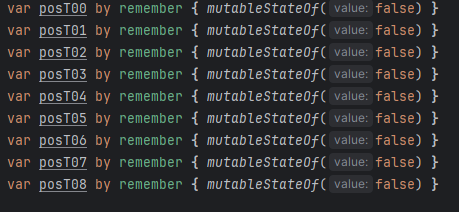 var posT00 by remember { mutableStateOf( value: false) }
var posT01 by remember { mutableStateOf( value: false) }
var posT02 by remember { mutableStateOf( value: false) }
var posT03 by remember { mutableStateOf( value: false) }
var posT04 by remember { mutableStateOf( value: false) }
var posT05 by remember { mutableStateOf( value: false) }
var posT06 by remember { mutableStateOf( value: false) }
var posT07 by remember { mutableStateOf( value: false) }
var posT08 by remember { mutableStateOf( value: false) }